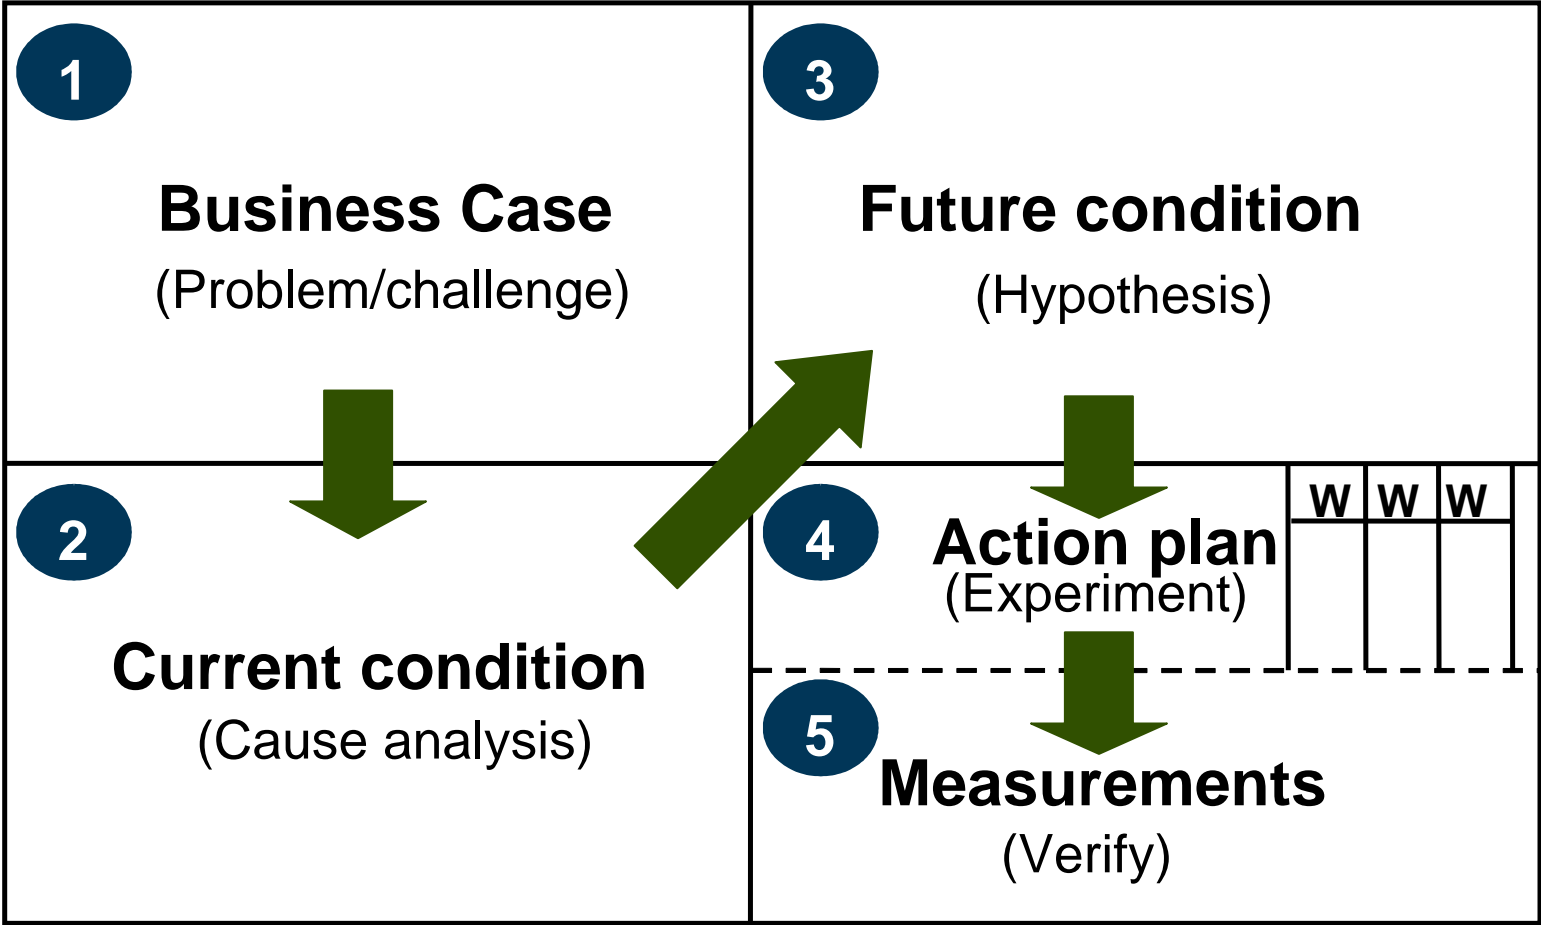 1
Business Case
(Problem/challenge)
2
Current condition
(Cause analysis)
3
Future condition
(Hypothesis)
4
Action plan
(Experiment)
W W W
5
Measurements
(Verify)